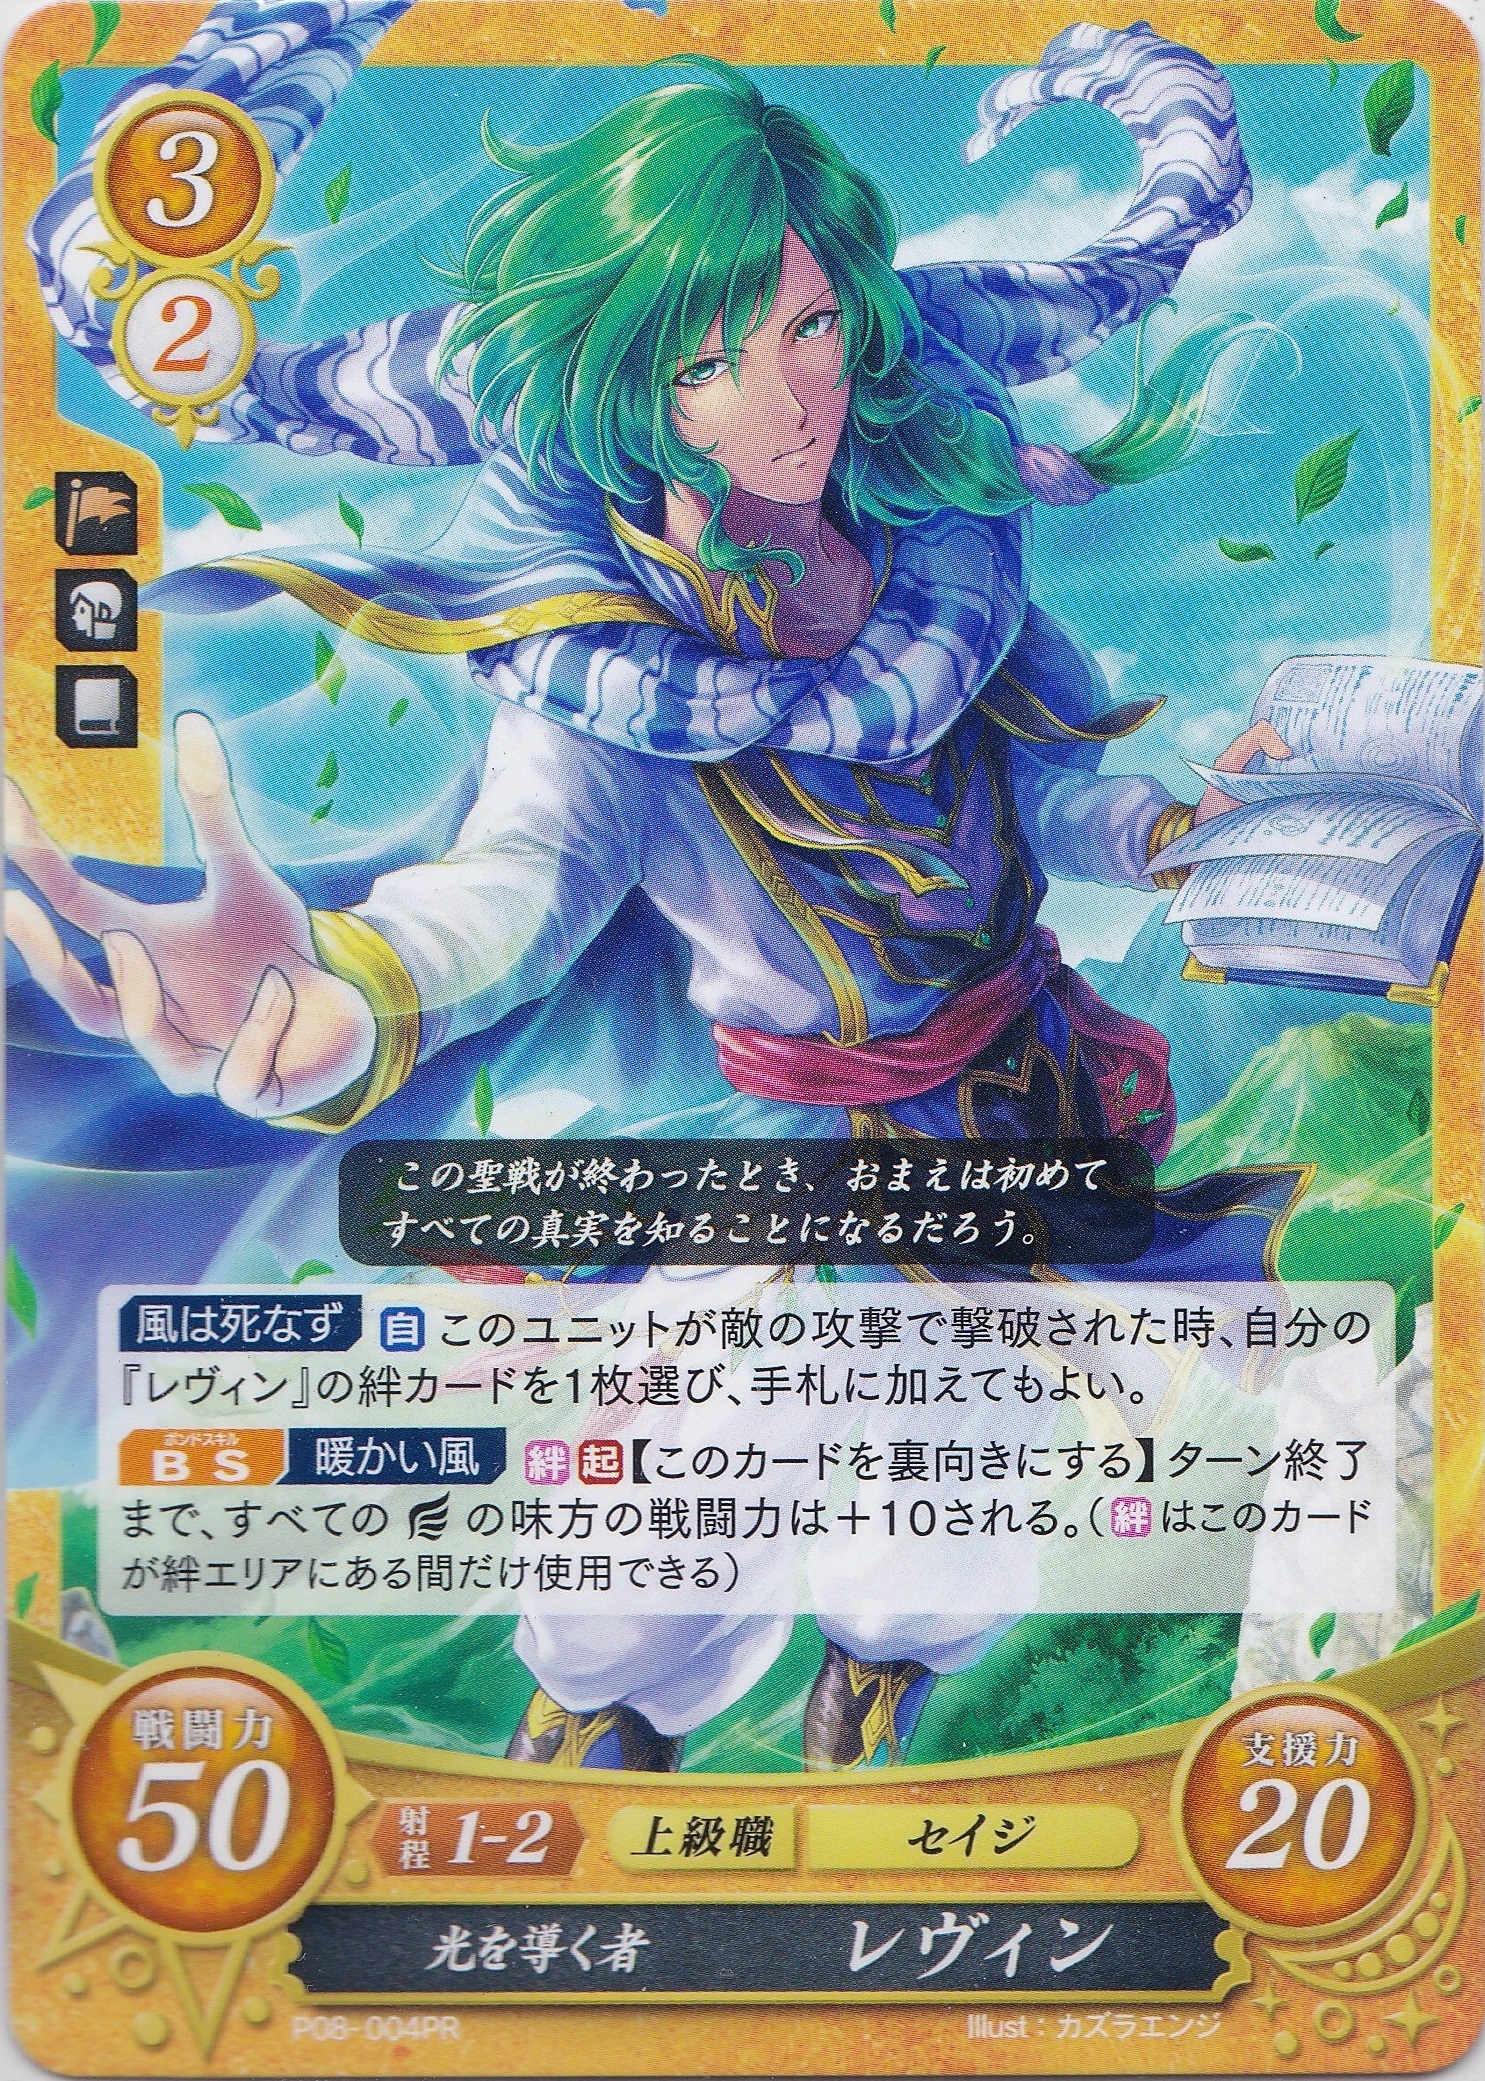 3
2
この聖戦が終わったとき、おまえは初めて
すべての真実を知ることになるだろう。
風は死なず 自 このユニットが敵の攻撃で撃破された時、自分の
『レヴィン』の絆カードを1枚選び、手札に加えてもよい。
ボンドスキル
BS 暖かい風 絆 起 【このカードを裏向きにする】ターン終了
まで、すべての の味方の戦闘力は+10される。(絆はこのカード
が絆エリアにある間だけ使用できる)
戦闘力
50
射程 1-2 上級職 セイジ
支援力
20
光を導く者 レヴィン
P08-004PR Illust:カズラエンジ